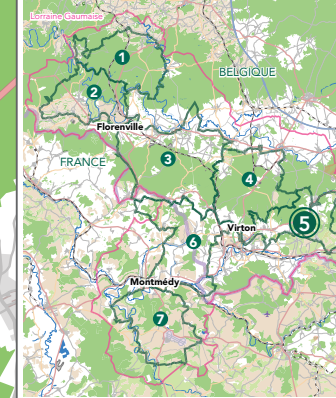 Lorraine Gaumaise
1
BELGIQUE
2
Florenville
FRANCE
3
4
5
Virton
6
Montmédy
7